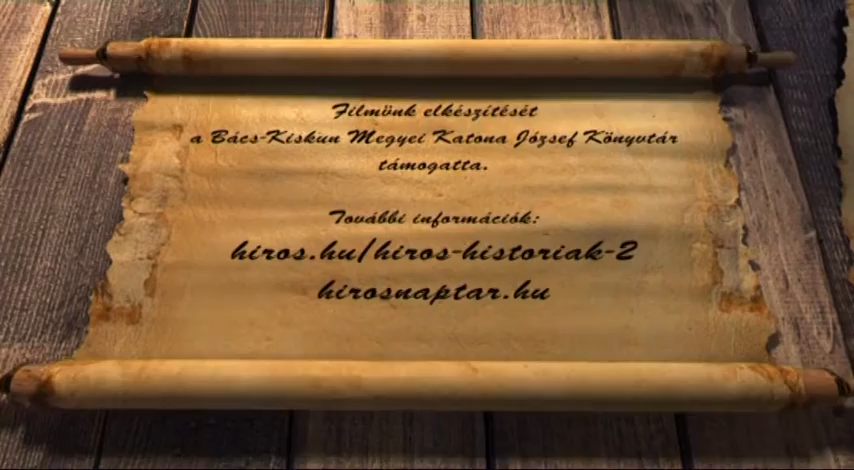 Filmünk elkészítését
a Bács-Kiskun Megyei Katona József Könyvtár
támogatta.
További információk:
hiros.hu/hiros-historiak-2
hirosnaptar.hu